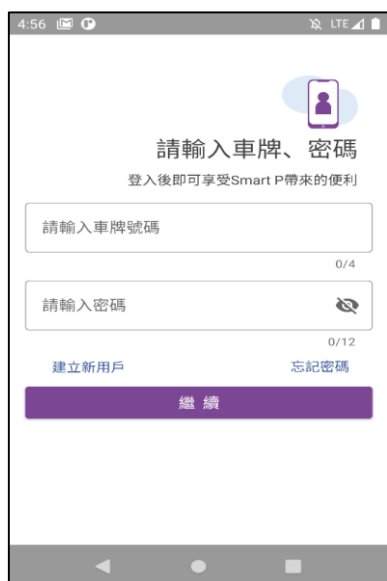 4:56
LTE
請輸入車牌、密碼
登入後即可享受Smart P帶來的便利
請輸入車牌號碼
0/4
請輸入密碼
0/12
建立新用戶 忘記密碼
繼 續